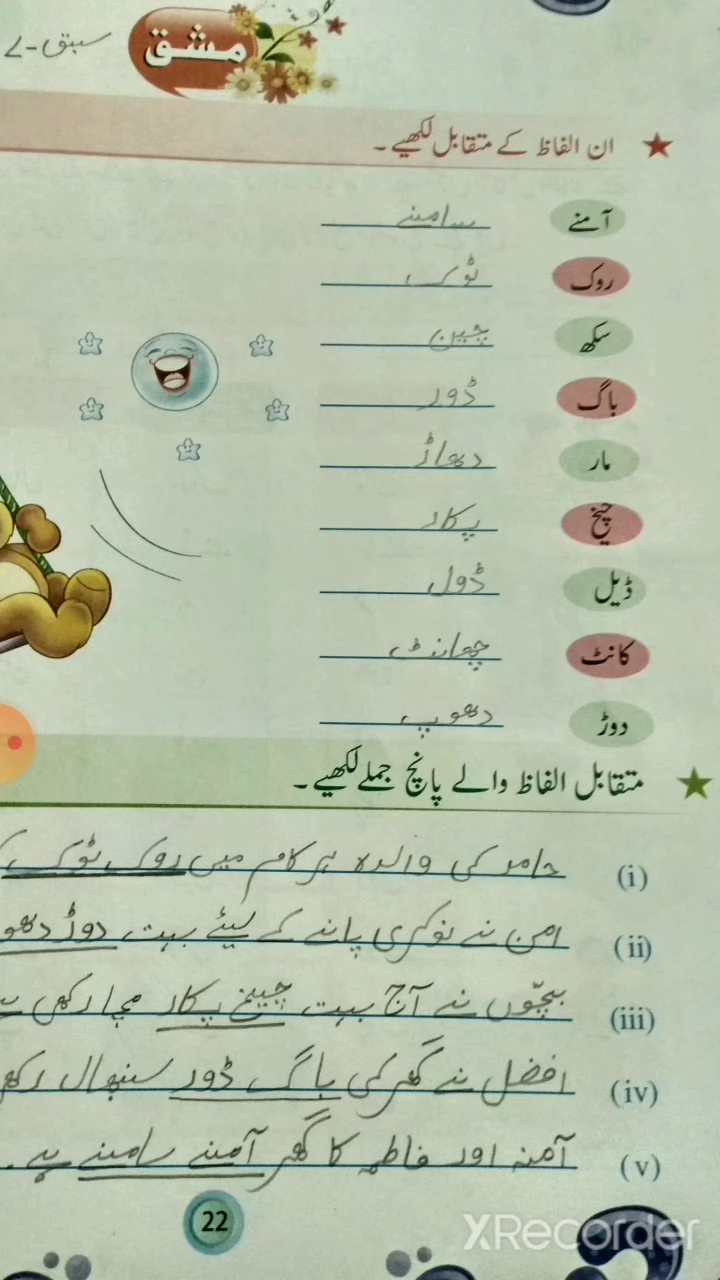 مشق سبق-۷
ان الفاظ کے متقابل لکھیے۔
آمنے سامنے
روک ٹوک
سکھ چین
باگ ڈور
مار دھاڑ
چیخ پکار
ڈیل ڈول
کانٹ چھانٹ
دوڑ دھوپ
متقابل الفاظ والے پانچ جملے لکھیے۔
(i) حامد کی والدہ ہر کام میں روک ٹوک
(ii) امن نے نوکری پانے کے لیئے بہت دوڑ دھو
(iii) بچّوں نے آج بہت چیخ پکار مچا رکھی
(iv) افضل نے گھر کی باگ ڈور سنبھال رکھ
(v) آمنہ اور فاطمہ کا گھر آمنے سامنے ہے۔
22
XRecorder